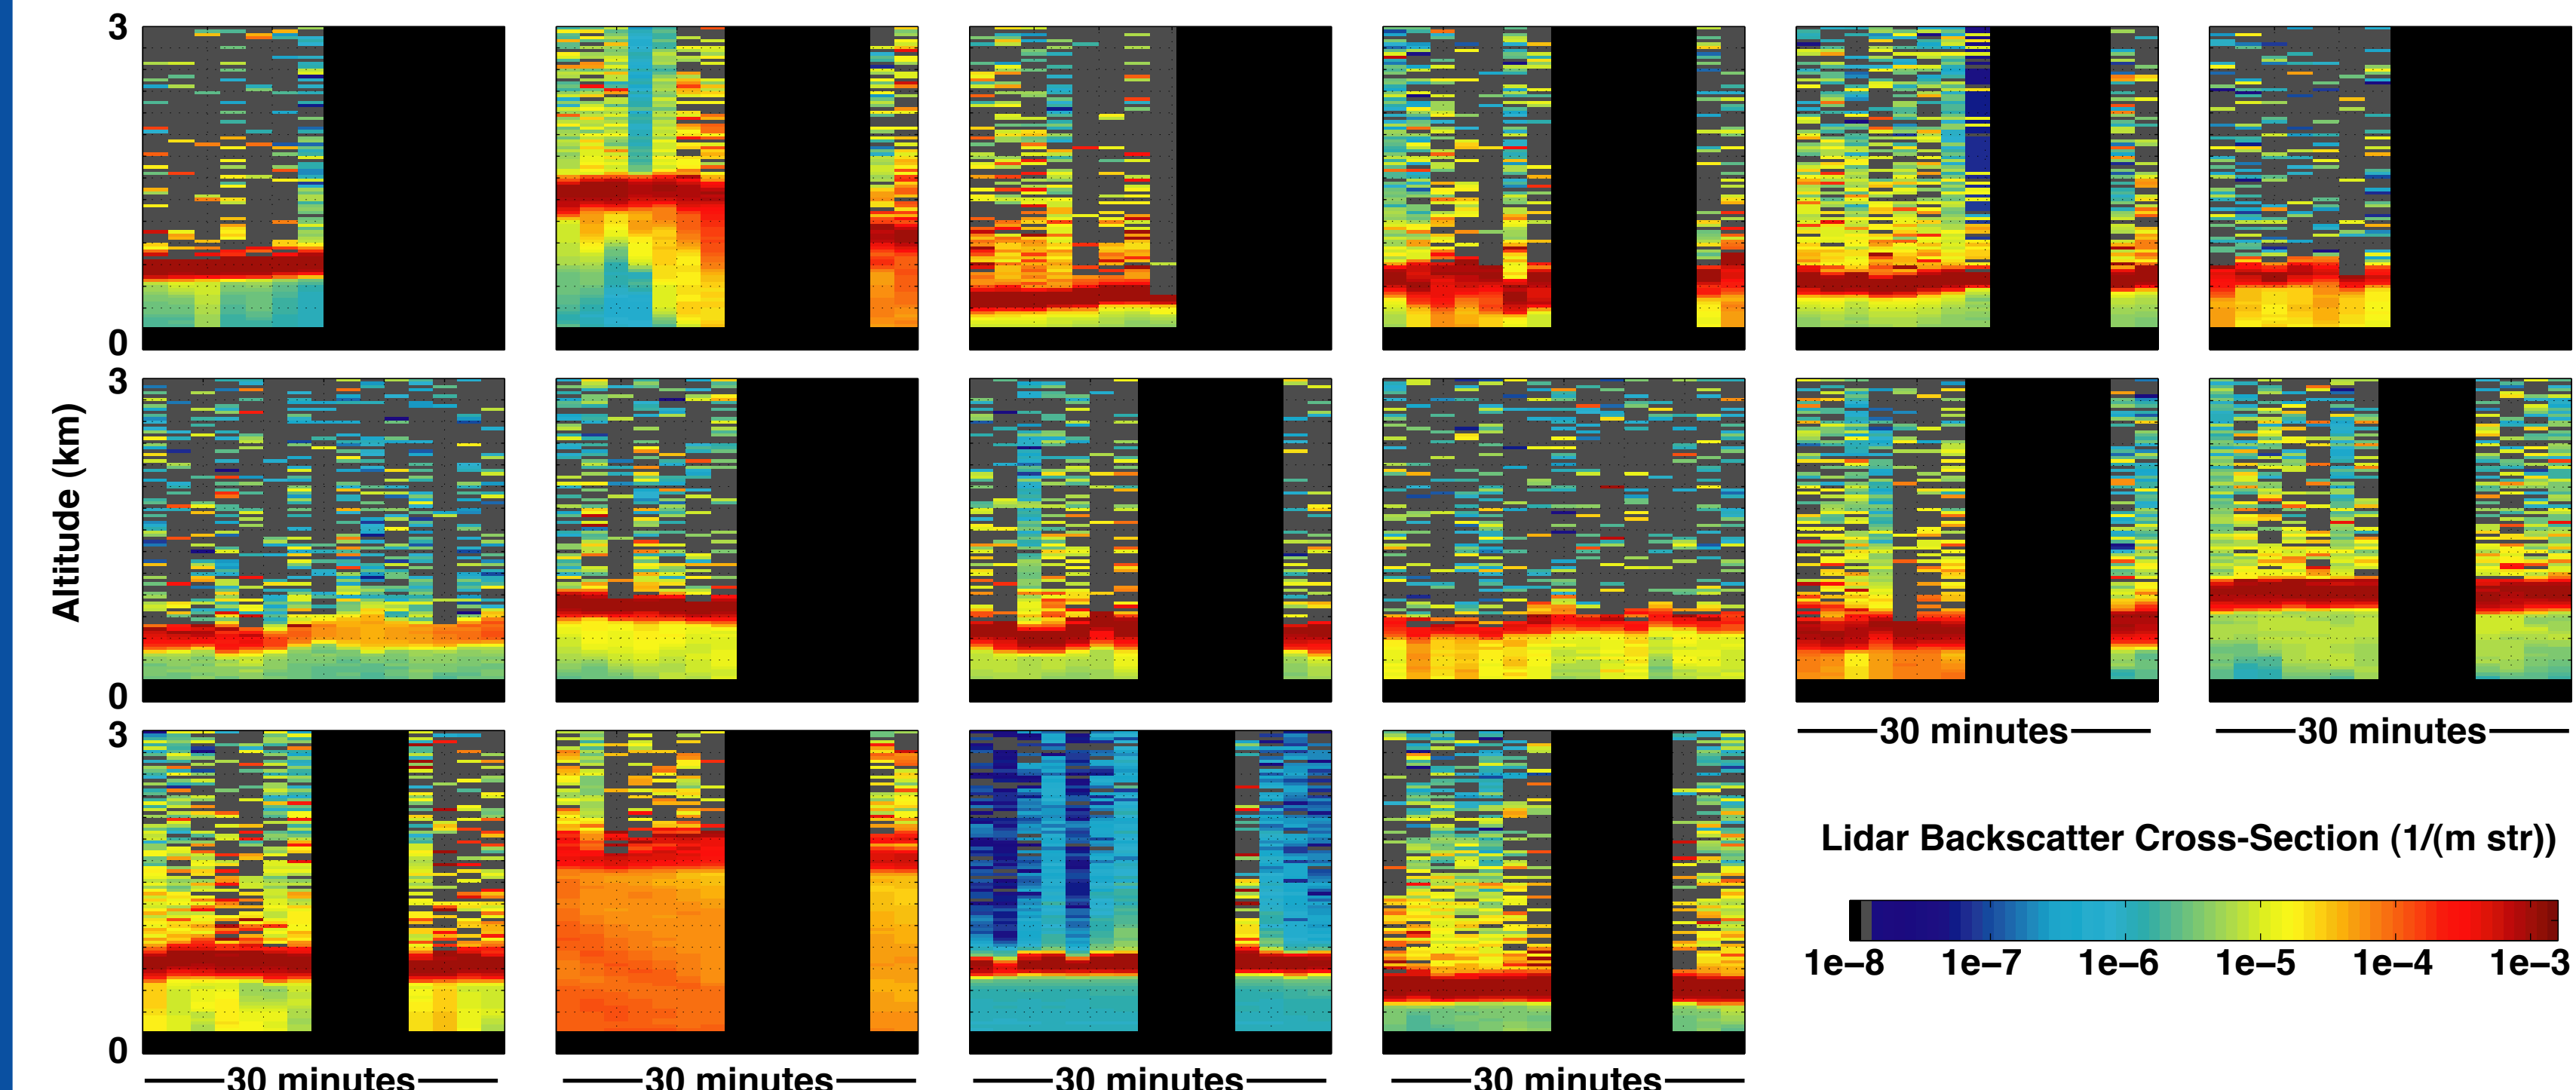 3
0
3
0
Altitude (km)
30 minutes
30 minutes
3
0
Lidar Backscatter Cross-Section (1/(m str))
1e–8
1e–7
1e–6
1e–5
1e–4
1e–3
30 minutes
30 minutes
30 minutes
30 minutes